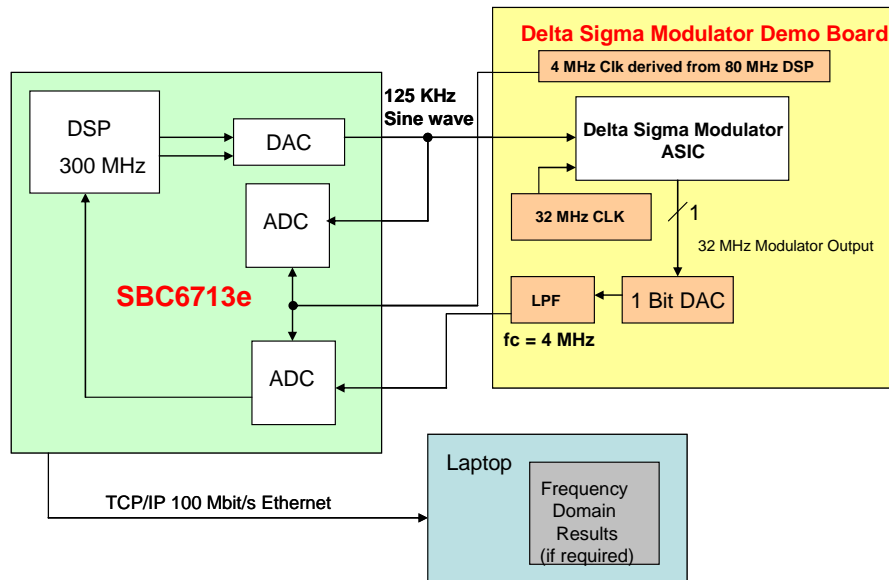 Delta Sigma Modulator Demo Board
4 MHz Clk derived from 80 MHz DSP
125 KHz
Sine wave
DSP
300 MHz
DAC
Delta Sigma Modulator
ASIC
ADC
32 MHz CLK
1
32 MHz Modulator Output
SBC6713e
LPF
1 Bit DAC
fc = 4 MHz
ADC
Laptop
TCP/IP 100 Mbit/s Ethernet
Frequency
Domain
Results
(if required)